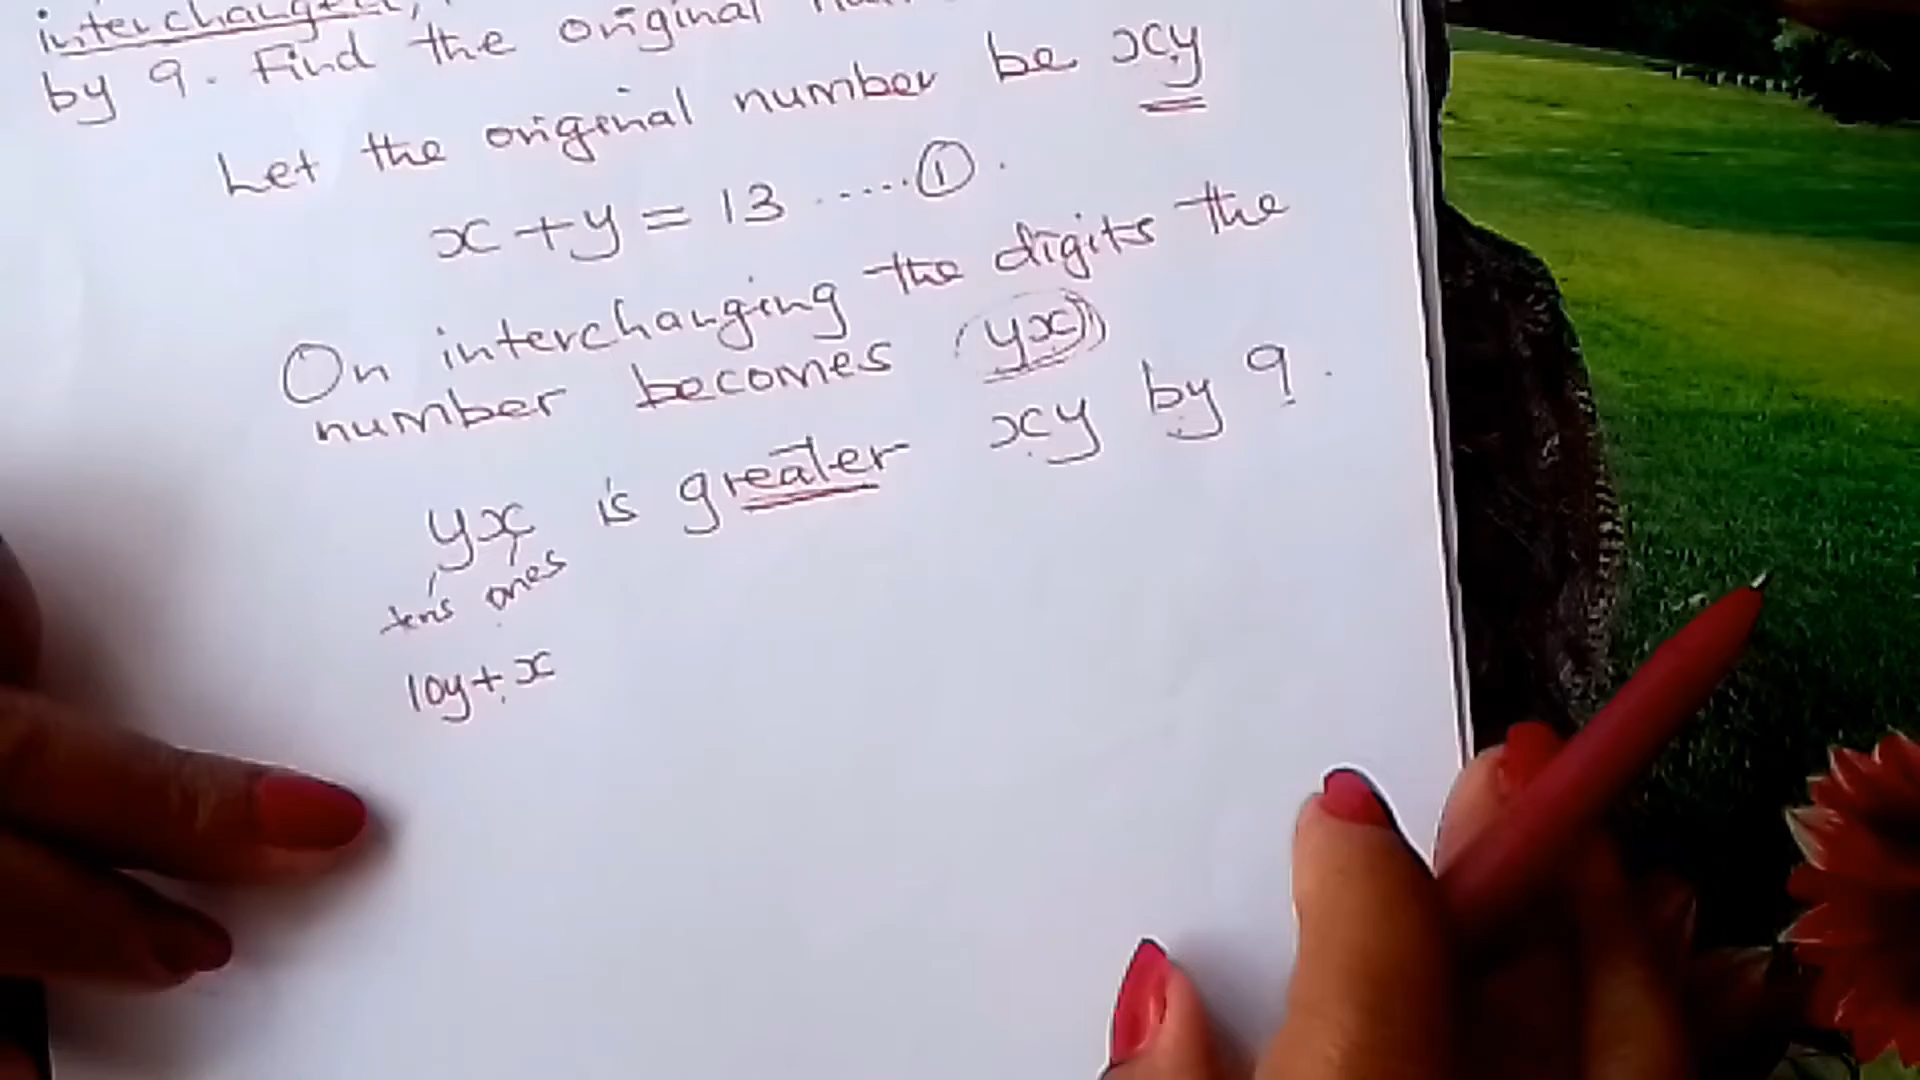 interchanged,
by 9. Find the original
Let the original number be xy
x + y = 13 ..... ① .
On interchanging the digits the
number becomes (yx)
yx is greater xy by 9.
tens ones
10y + x